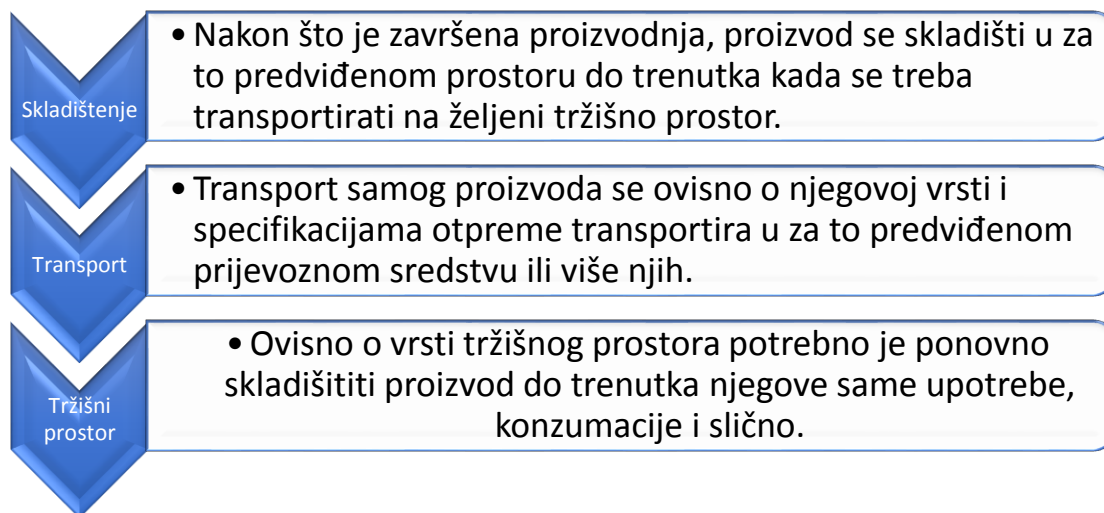 Skladištenje
• Nakon što je završena proizvodnja, proizvod se skladišti u za
to predviđenom prostoru do trenutka kada se treba
transportirati na željeni tržišno prostor.
Transport
• Transport samog proizvoda se ovisno o njegovoj vrsti i
specifikacijama otpreme transportira u za to predviđenom
prijevoznom sredstvu ili više njih.
Tržišni
prostor
• Ovisno o vrsti tržišnog prostora potrebno je ponovno
skladišititi proizvod do trenutka njegove same upotrebe,
konzumacije i slično.